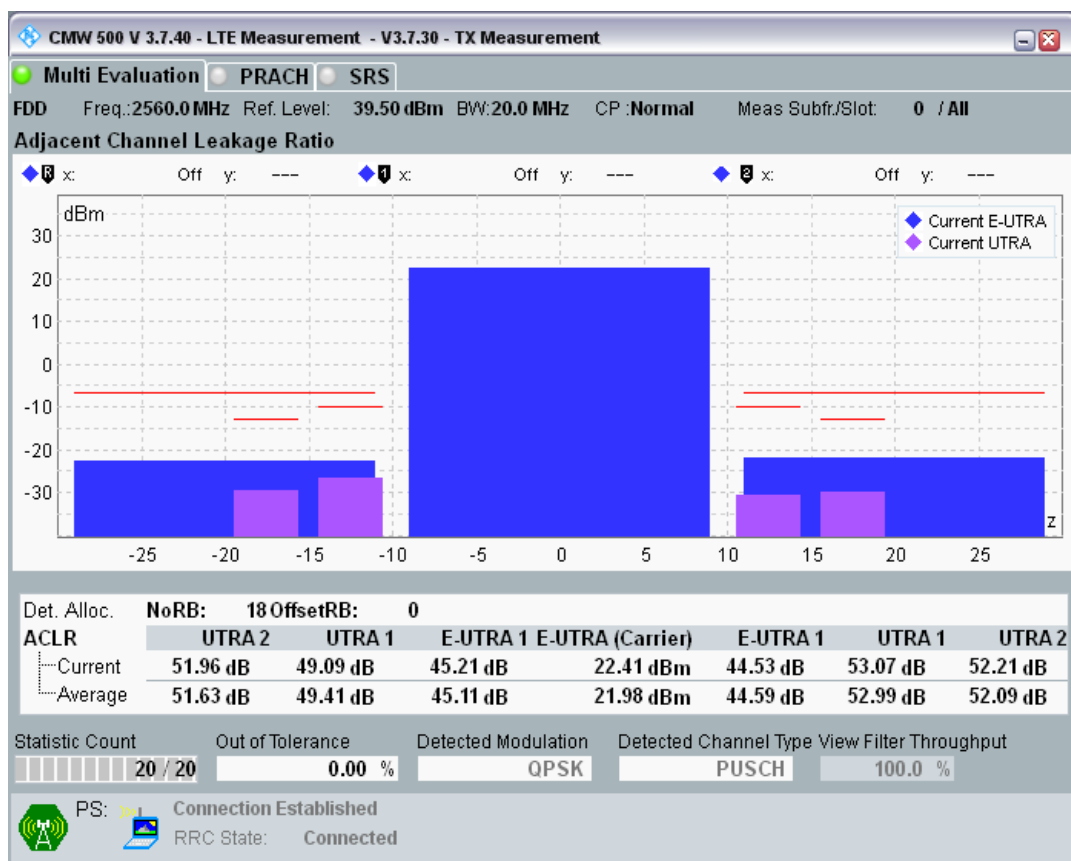 CMW 500 V 3.7.40 - LTE Measurement - V3.7.30 - TX Measurement
Multi Evaluation PRACH SRS
FDD Freq.:2560.0 MHz Ref. Level: 39.50 dBm BW:20.0 MHz CP :Normal Meas Subfr./Slot: 0 / All
Adjacent Channel Leakage Ratio
R x: Off y: --- 1 x: Off y: --- 2 x: Off y: ---
dBm
Current E-UTRA
Current UTRA
30
20
10
0
-10
-20
-30
z
-25 -20 -15 -10 -5 0 5 10 15 20 25
Det. Alloc. NoRB: 18 OffsetRB: 0
ACLR UTRA 2 UTRA 1 E-UTRA 1 E-UTRA (Carrier) E-UTRA 1 UTRA 1 UTRA 2
Current 51.96 dB 49.09 dB 45.21 dB 22.41 dBm 44.53 dB 53.07 dB 52.21 dB
Average 51.63 dB 49.41 dB 45.11 dB 21.98 dBm 44.59 dB 52.99 dB 52.09 dB
Statistic Count Out of Tolerance Detected Modulation Detected Channel Type View Filter Throughput
20 / 20 0.00 % QPSK PUSCH 100.0 %
PS: Connection Established
RRC State: Connected